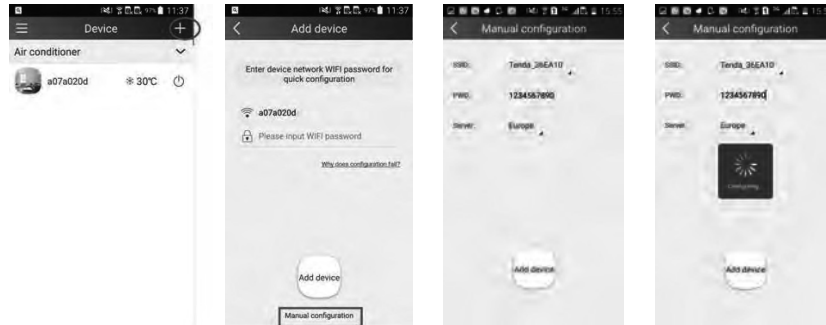 97% 11:37
Device
Air conditioner
a07a020d
30°C
97% 11:37
Add device
Enter device network WIFI password for
quick configuration
a07a020d
Please input WIFI password
Why does configuration fail?
Add device
Manual configuration
15:55
Manual configuration
SSID:
Tenda_36EA10
PWD:
1234567890
Server:
Europe
Add device
Manual configuration
SSID:
Tenda_36EA10
PWD:
1234567890
Server:
Europe
Configuring
Add device